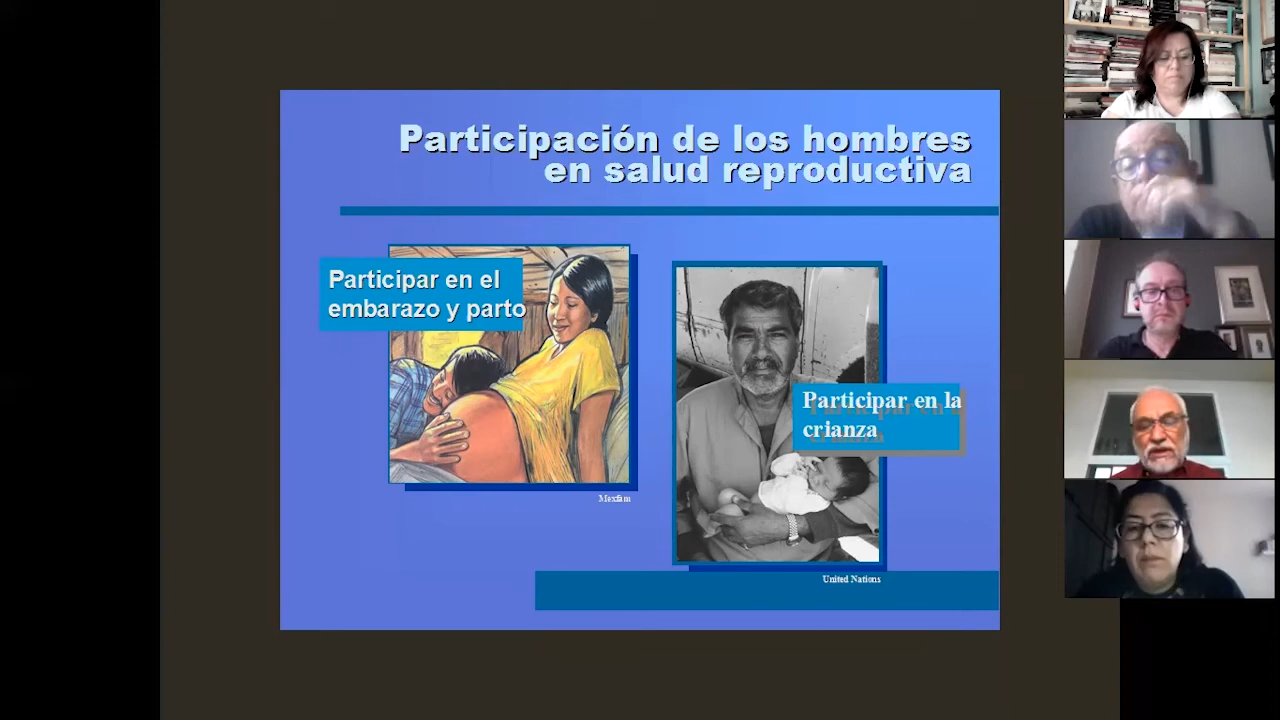 Participación de los hombres
en salud reproductiva
Participar en el
embarazo y parto
Mexfam
Participar en la
crianza
United Nations